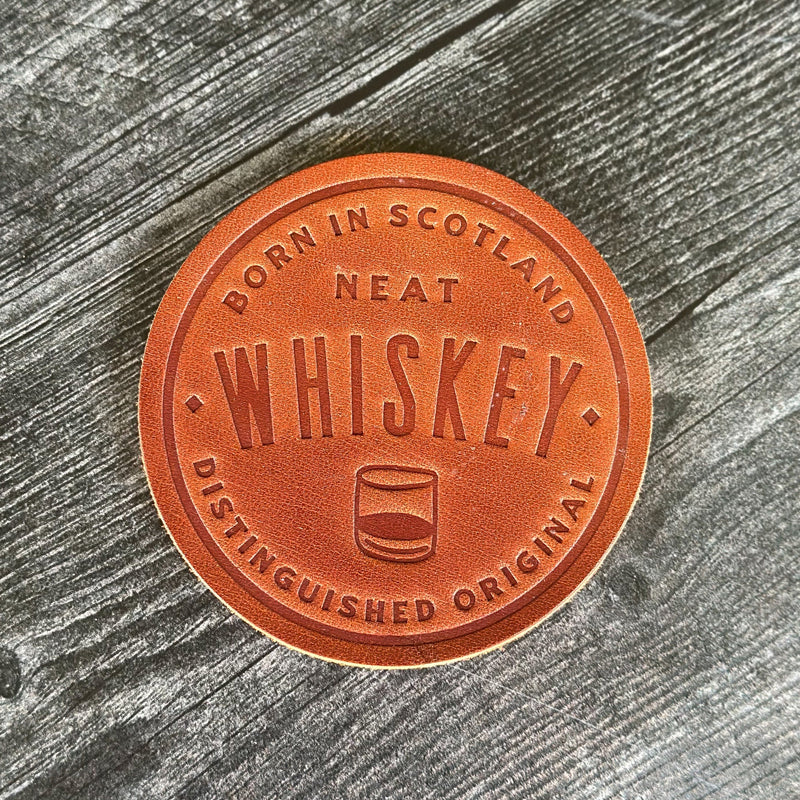 BORN IN SCOTLAND
NEAT
WHISKEY
DISTINGUISHED ORIGINAL